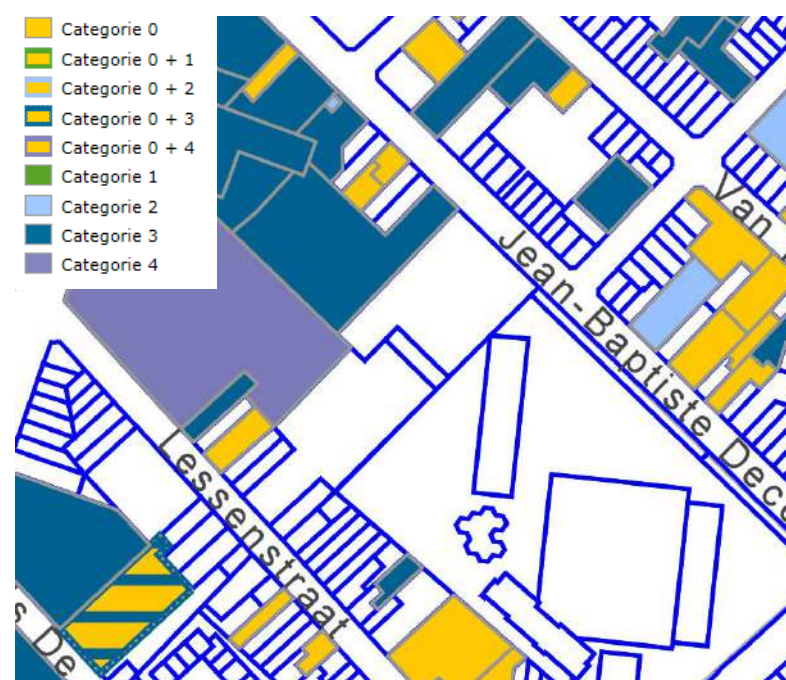 Categorie 0
Categorie 0 + 1
Categorie 0 + 2
Categorie 0 + 3
Categorie 0 + 4
Categorie 1
Categorie 2
Categorie 3
Categorie 4
Van
Jean-Baptiste Deco
Lessenstraat
s De